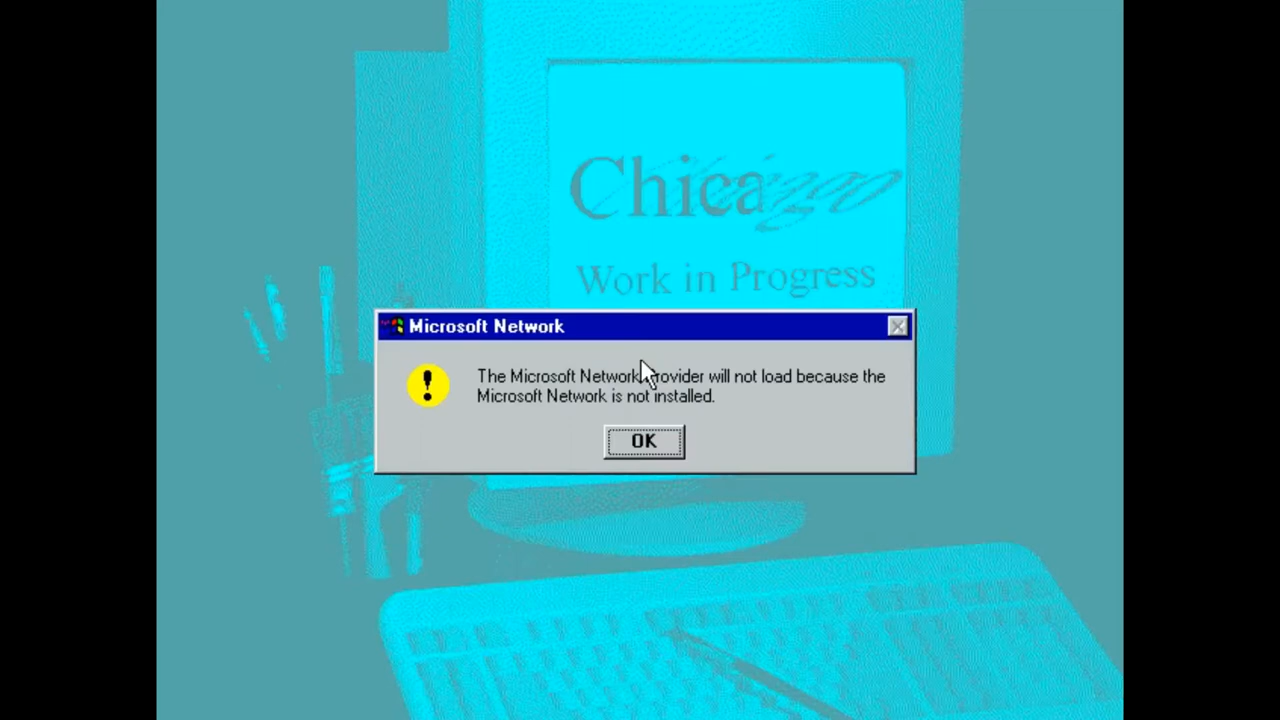 Chicago
Work in Progress
Microsoft Network
The Microsoft Network Provider will not load because the
Microsoft Network is not installed.
OK